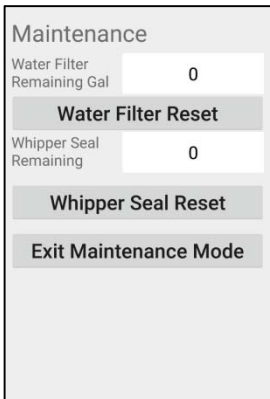 Maintenance
Water Filter
Remaining Gal
0
Water Filter Reset
Whipper Seal
Remaining
0
Whipper Seal Reset
Exit Maintenance Mode